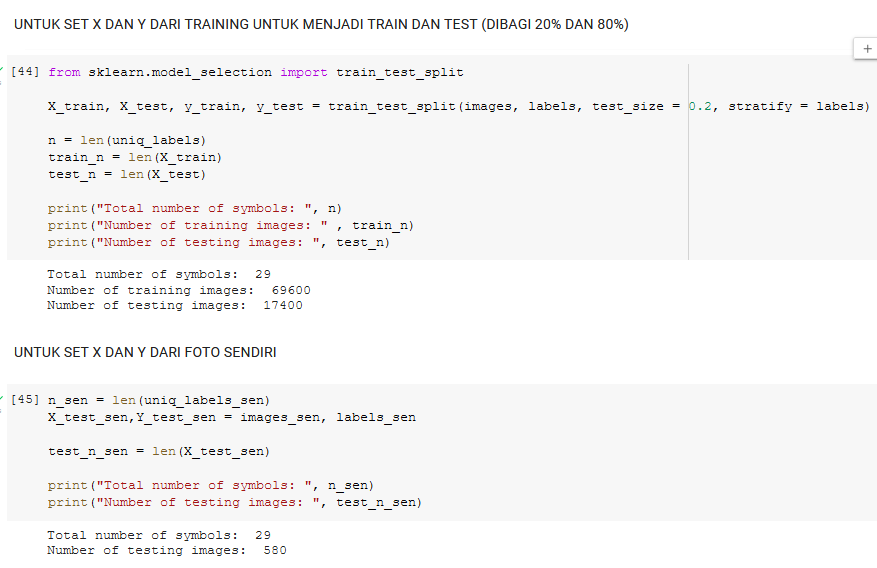 UNTUK SET X DAN Y DARI TRAINING UNTUK MENJADI TRAIN DAN TEST (DIBAGI 20% DAN 80%)
[44] from sklearn.model_selection import train_test_split
X_train, X_test, y_train, y_test = train_test_split(images, labels, test_size = 0.2, stratify = labels)
n = len(uniq_labels)
train_n = len(X_train)
test_n = len(X_test)
print("Total number of symbols: ", n)
print("Number of training images: " , train_n)
print("Number of testing images: ", test_n)
Total number of symbols:  29
Number of training images:  69600
Number of testing images:  17400
UNTUK SET X DAN Y DARI FOTO SENDIRI
[45] n_sen = len(uniq_labels_sen)
X_test_sen,Y_test_sen = images_sen, labels_sen
test_n_sen = len(X_test_sen)
print("Total number of symbols: ", n_sen)
print("Number of testing images: ", test_n_sen)
Total number of symbols:  29
Number of testing images:  580